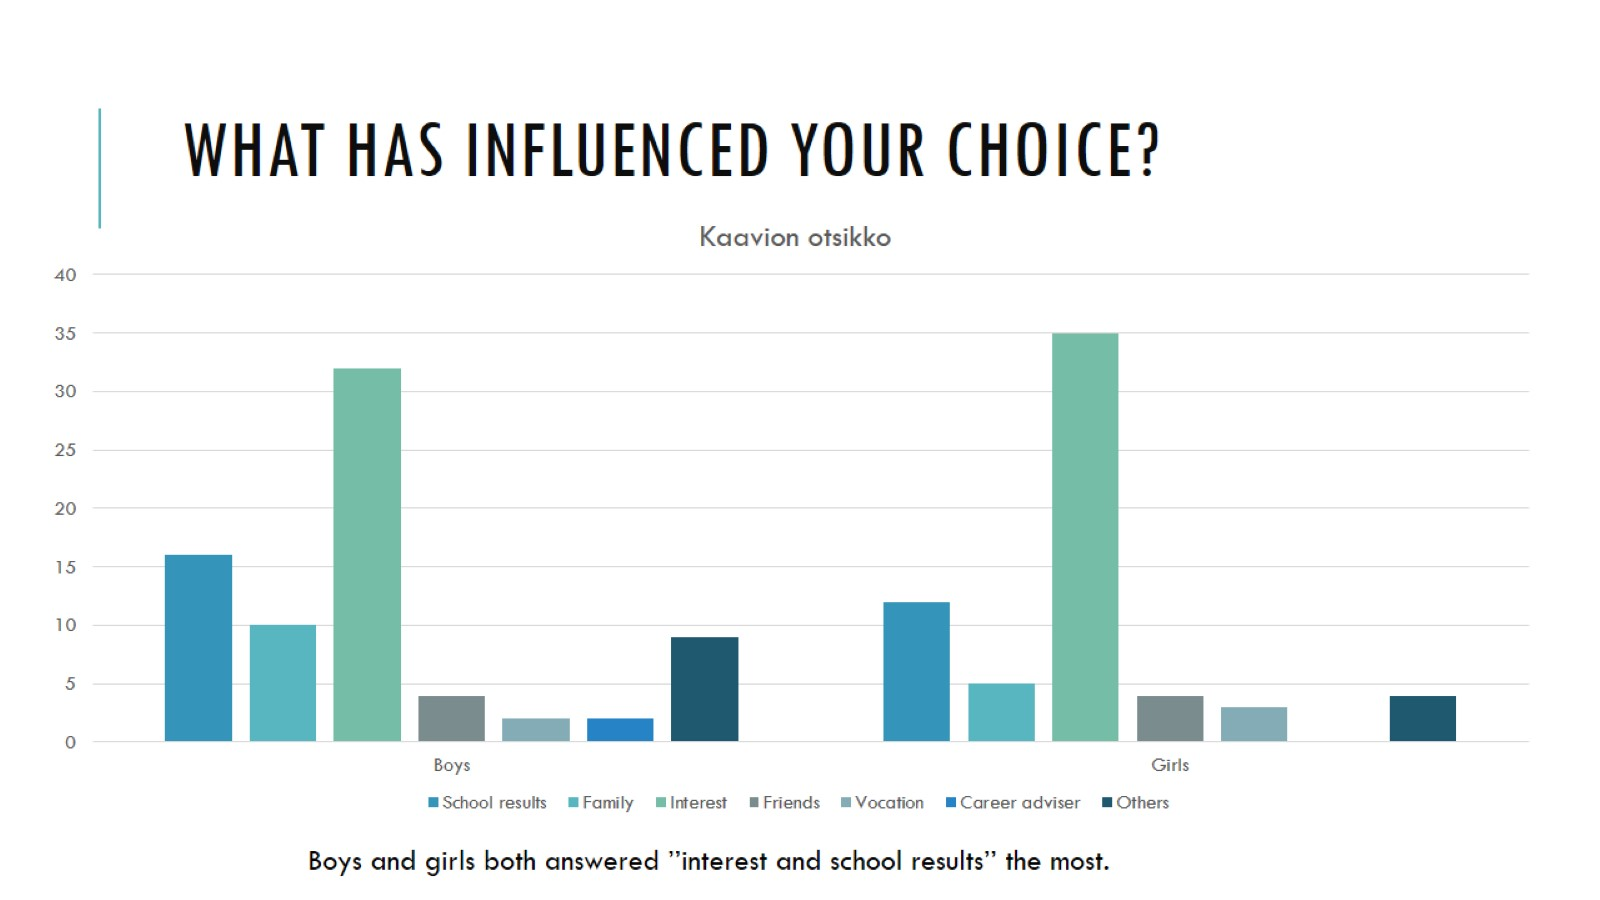 WHAT HAS INFLUENCED YOUR CHOICE?
Kaavion otsikko
40
35
30
25
20
15
10
5
0
Boys Girls
School results Family Interest Friends Vocation Career adviser Others
Boys and girls both answered ”interest and school results” the most.